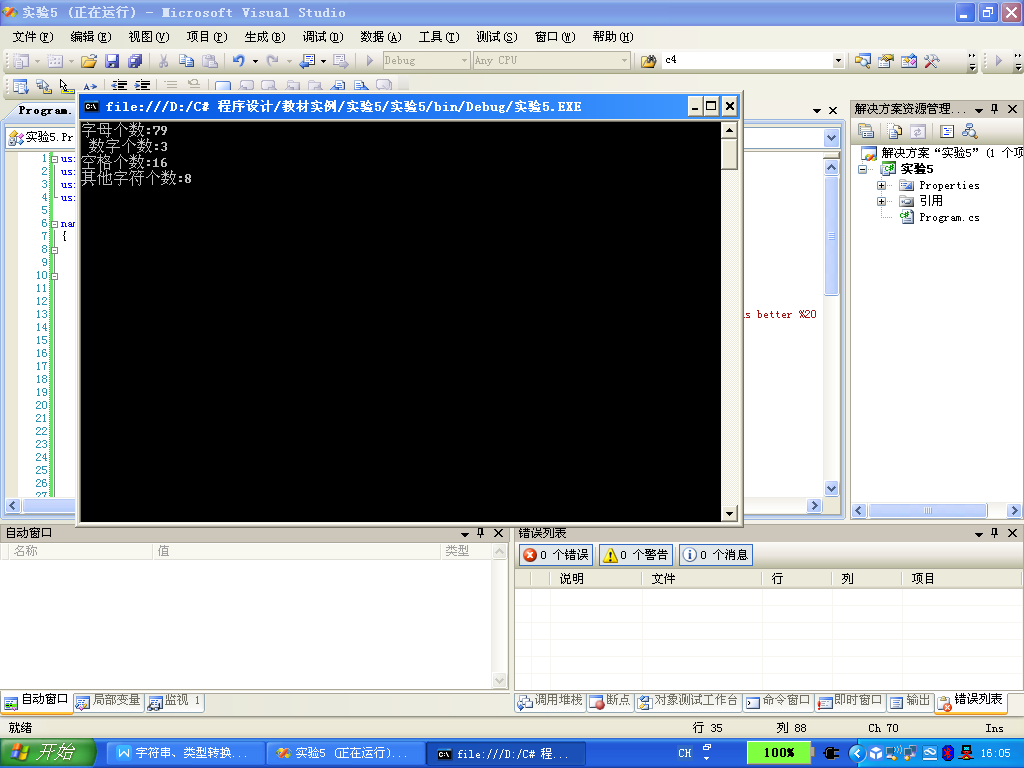 实验5 (正在运行) - Microsoft Visual Studio
文件(F) 编辑(E) 视图(V) 项目(P) 生成(B) 调试(D) 数据(A) 工具(T) 测试(S) 窗口(W) 帮助(H)
Debug Any CPU c4
Program.
file:///D:/C# 程序设计/教材实例/实验5/实验5/bin/Debug/实验5.EXE
解决方案资源管理...
实验5.Pr
字母个数:79
数字个数:3
空格个数:16
其他字符个数:8
1 us
2 us
3 us
4 us
5
6 nam
7 {
8
9
10
11
12
13 is better %20
14
15
16
17
18
19
20
21
22
23
24
25
26
27
解决方案“实验5”(1 个项
实验5
Properties
引用
Program.cs
自动窗口
名称 值 类型
错误列表
0 个错误 0 个警告 0 个消息
说明 文件 行 列 项目
自动窗口 局部变量 监视 1
调用堆栈 断点 对象测试工作台 命令窗口 即时窗口 输出 错误列表
就绪 行 35 列 88 Ch 70 Ins
开始 字符串、类型转换... 实验5 (正在运行)... file:///D:/C# 程... CH 100% 16:05